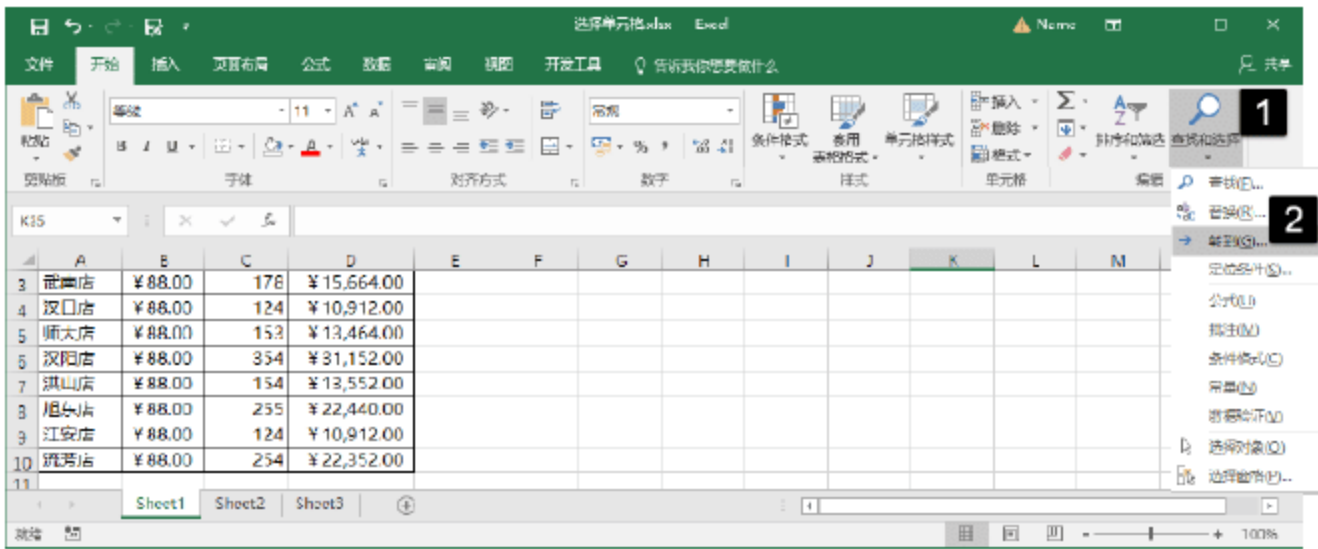 选择单元格.xlsx Excel Name
文件 开始 插入 页面布局 公式 数据 审阅 视图 开发工具 告诉我你想要做什么 共享
等线 11 常规
粘贴 B I U 条件格式 套用表格格式 单元格样式 插入 删除 格式 排序和筛选 查找和选择 1
剪贴板 字体 对齐方式 数字 样式 单元格 编辑
K35
查找(F)...
替换(R)... 2
转到(G)...
定位条件(S)...
公式(U)
批注(M)
条件格式(C)
常量(N)
数据验证(V)
选择对象(O)
选择窗格(P)...
A B C D E F G H I J K L M
3 武南店 ¥88.00 178 ¥15,664.00
4 汉口店 ¥88.00 124 ¥10,912.00
5 师大店 ¥88.00 153 ¥13,464.00
6 汉阳店 ¥88.00 354 ¥31,152.00
7 洪山店 ¥88.00 154 ¥13,552.00
8 旭东店 ¥88.00 255 ¥22,440.00
9 江安店 ¥88.00 124 ¥10,912.00
10 流芳店 ¥88.00 254 ¥22,352.00
11
Sheet1 Sheet2 Sheet3
就绪 100%